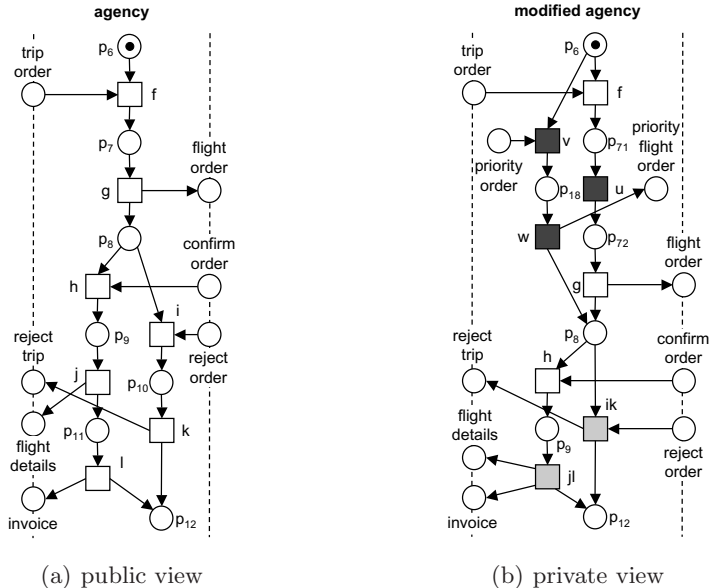 agency
p6
trip
order
f
p7
flight
order
g
p8
confirm
order
h
i
p9
reject
trip
reject
order
j
p10
p11
k
flight
details
l
invoice
p12
(a) public view
modified agency
p6
trip
order
f
v
p71
priority
flight
order
priority
order
p18
u
w
p72
flight
order
g
p8
reject
trip
h
confirm
order
ik
flight
details
p9
reject
order
jl
invoice
p12
(b) private view